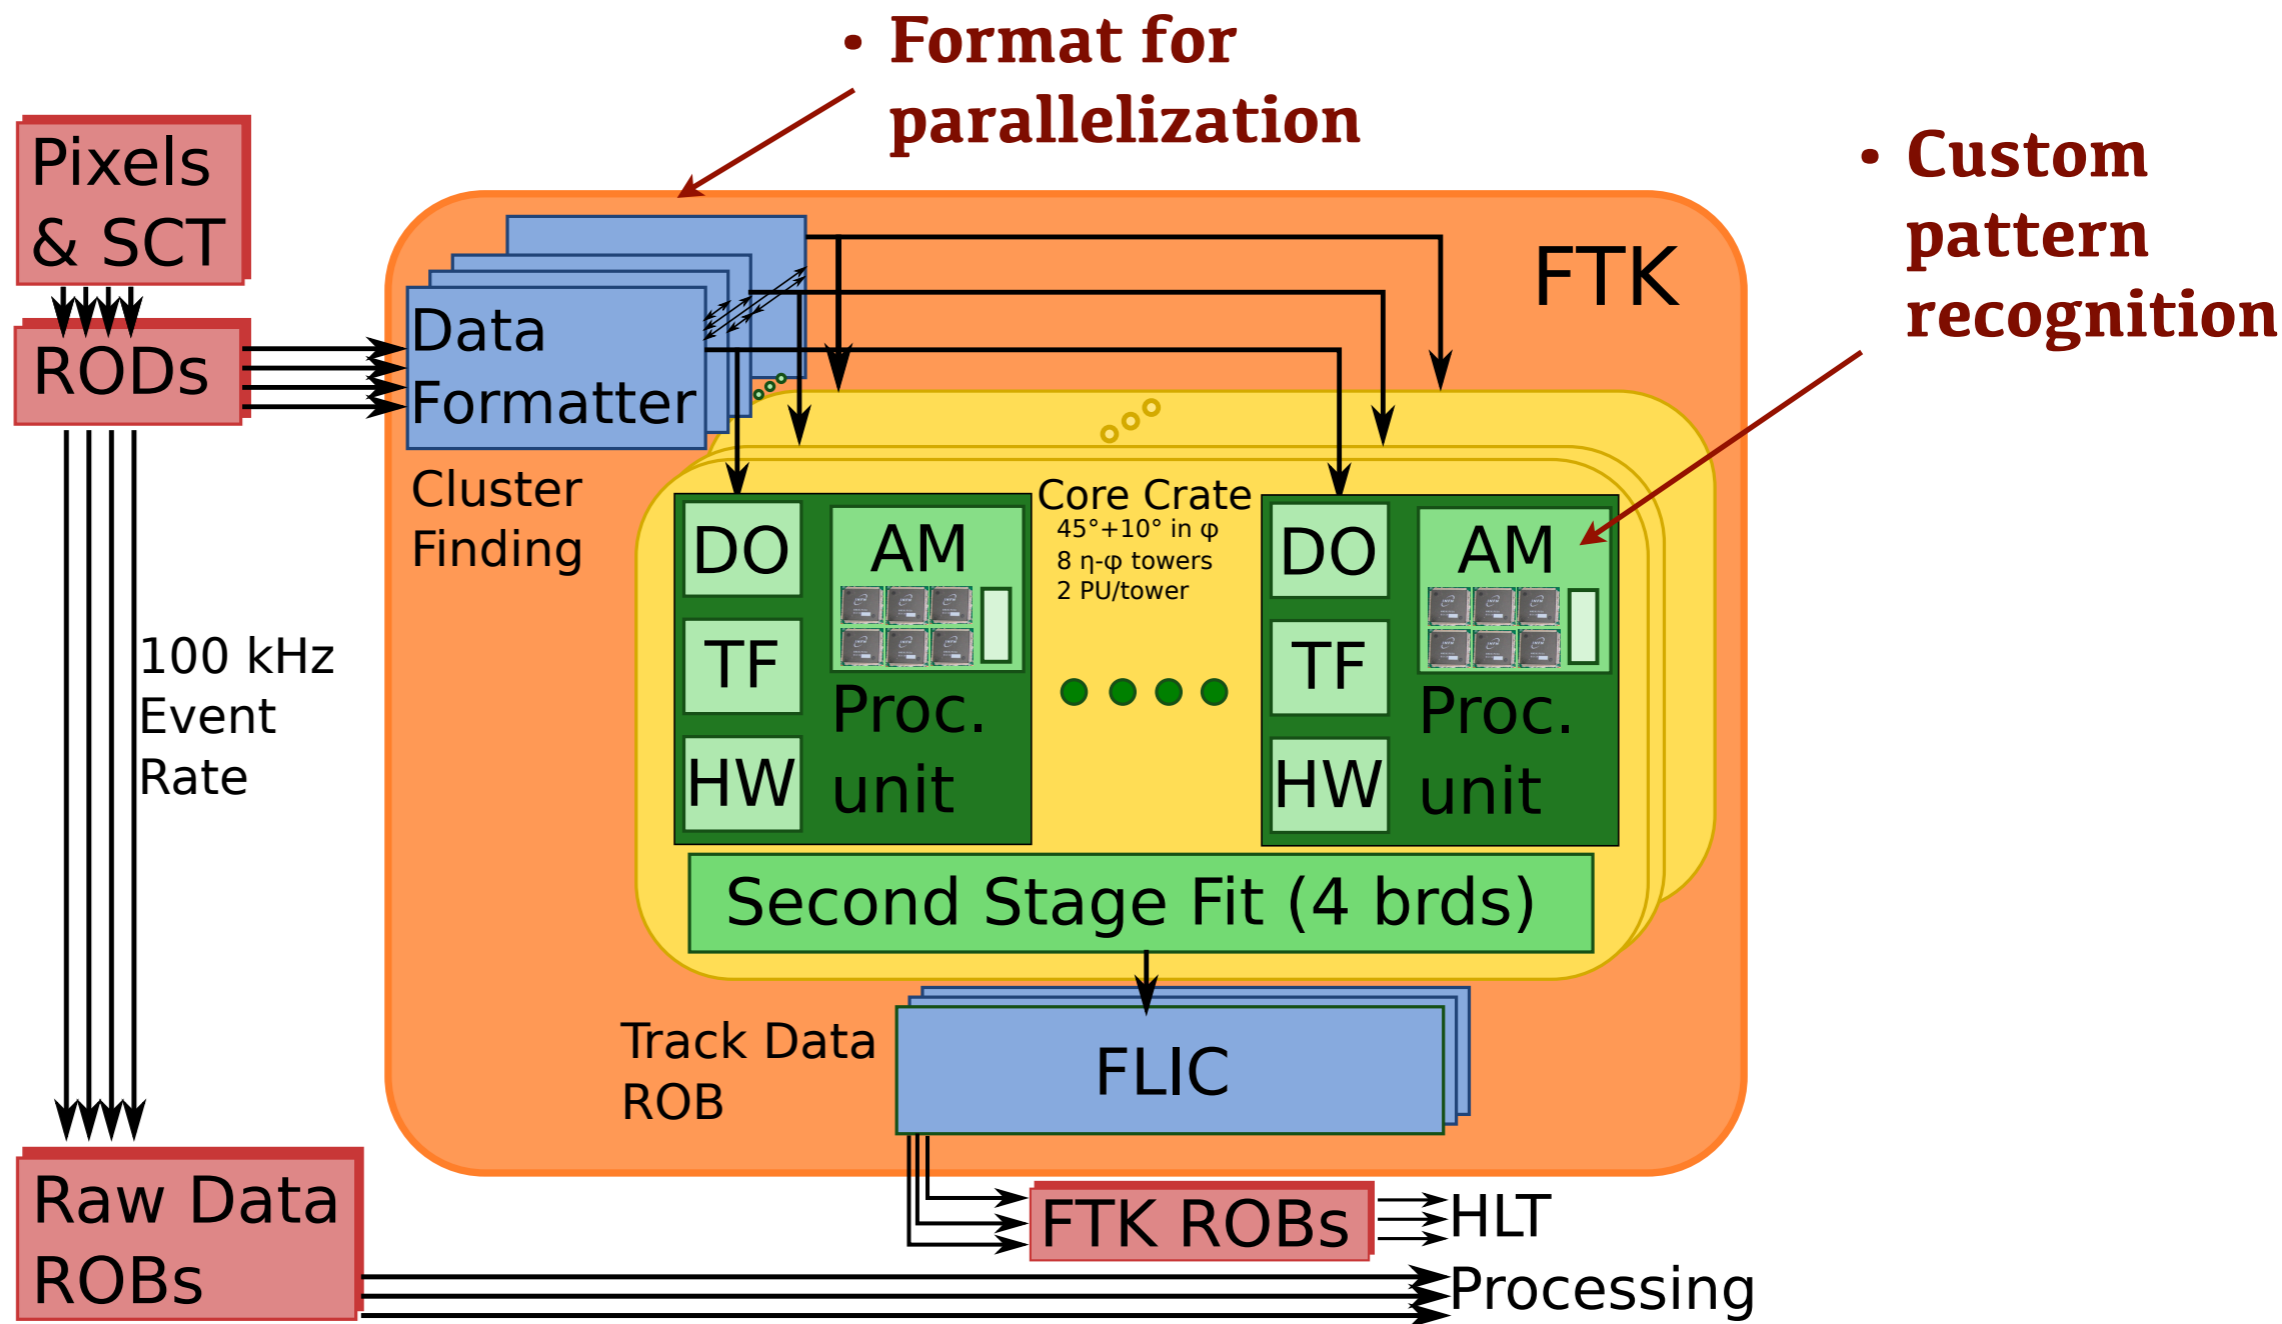 • Format for
parallelization
• Custom
pattern
recognition
Pixels
& SCT
RODs
FTK
Data
Formatter
Cluster
Finding
Core Crate
45°+10° in φ
8 η-φ towers
2 PU/tower
DO
AM
TF
HW
Proc.
unit
DO
AM
TF
HW
Proc.
unit
100 kHz
Event
Rate
Second Stage Fit (4 brds)
Track Data
ROB
FLIC
Raw Data
ROBs
FTK ROBs
HLT
Processing